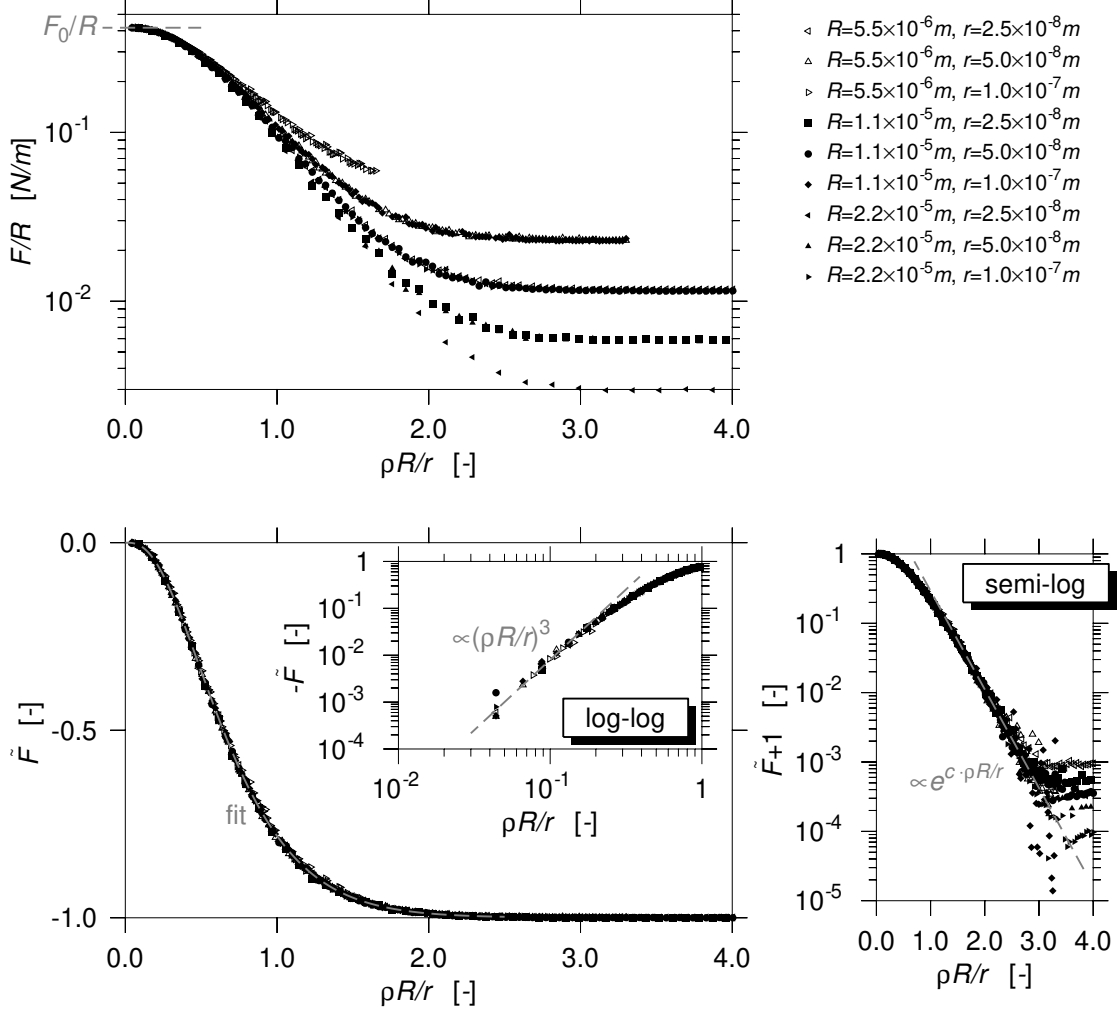 F₀/R
10⁻¹
10⁻²
F/R [N/m]
0.0 1.0 2.0 3.0 4.0
ρR/r [-]
R=5.5×10⁻⁶m, r=2.5×10⁻⁸m
R=5.5×10⁻⁶m, r=5.0×10⁻⁸m
R=5.5×10⁻⁶m, r=1.0×10⁻⁷m
R=1.1×10⁻⁵m, r=2.5×10⁻⁸m
R=1.1×10⁻⁵m, r=5.0×10⁻⁸m
R=1.1×10⁻⁵m, r=1.0×10⁻⁷m
R=2.2×10⁻⁵m, r=2.5×10⁻⁸m
R=2.2×10⁻⁵m, r=5.0×10⁻⁸m
R=2.2×10⁻⁵m, r=1.0×10⁻⁷m
0.0
-0.5
-1.0
F̃ [-]
fit
0.0 1.0 2.0 3.0 4.0
ρR/r [-]
1
10⁻¹
10⁻²
10⁻³
10⁻⁴
-F̃ [-]
∝(ρR/r)³
log-log
10⁻² 10⁻¹ 1
ρR/r [-]
1
10⁻¹
10⁻²
10⁻³
10⁻⁴
10⁻⁵
F̃+1 [-]
semi-log
∝e^c·ρR/r
0.0 1.0 2.0 3.0 4.0
ρR/r [-]